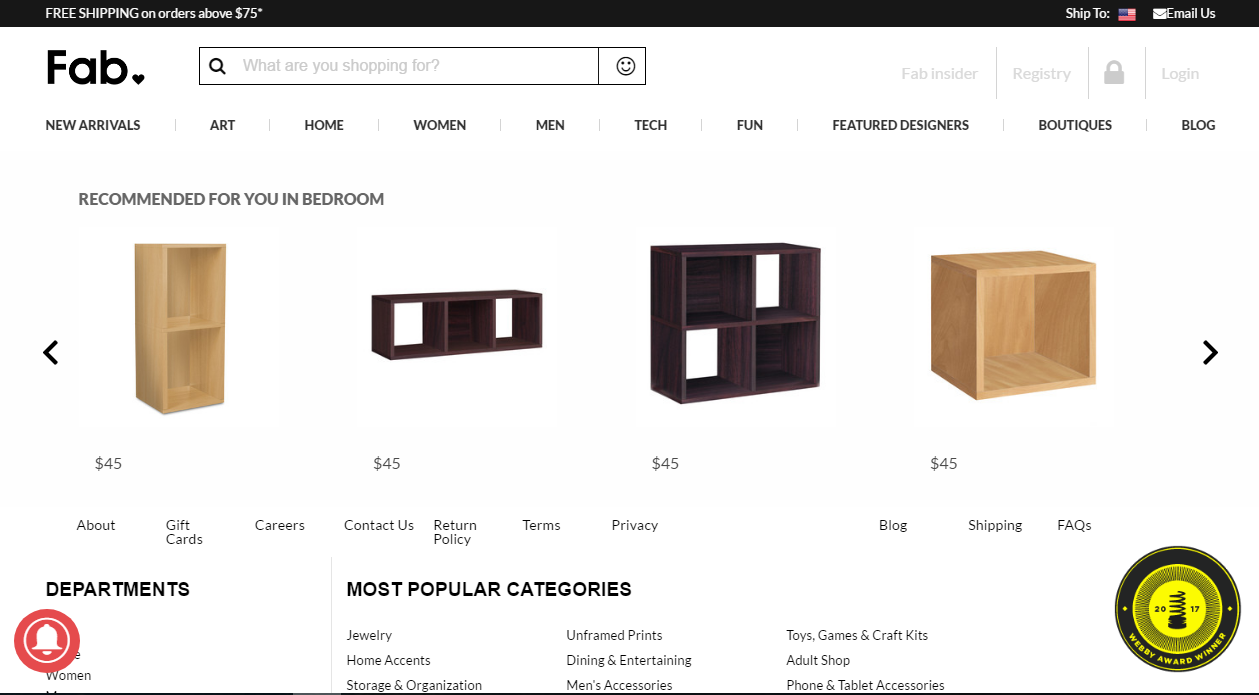 FREE SHIPPING on orders above $75*
Ship To:
Email Us
Fab.
What are you shopping for?
Fab insider
Registry
Login
NEW ARRIVALS
ART
HOME
WOMEN
MEN
TECH
FUN
FEATURED DESIGNERS
BOUTIQUES
BLOG
RECOMMENDED FOR YOU IN BEDROOM
$45
$45
$45
$45
About
Gift
Cards
Careers
Contact Us
Return
Policy
Terms
Privacy
Blog
Shipping
FAQs
DEPARTMENTS
Women
MOST POPULAR CATEGORIES
Jewelry
Unframed Prints
Toys, Games & Craft Kits
Home Accents
Dining & Entertaining
Adult Shop
Storage & Organization
Men's Accessories
Phone & Tablet Accessories
20 17
WEBBY AWARD WINNER